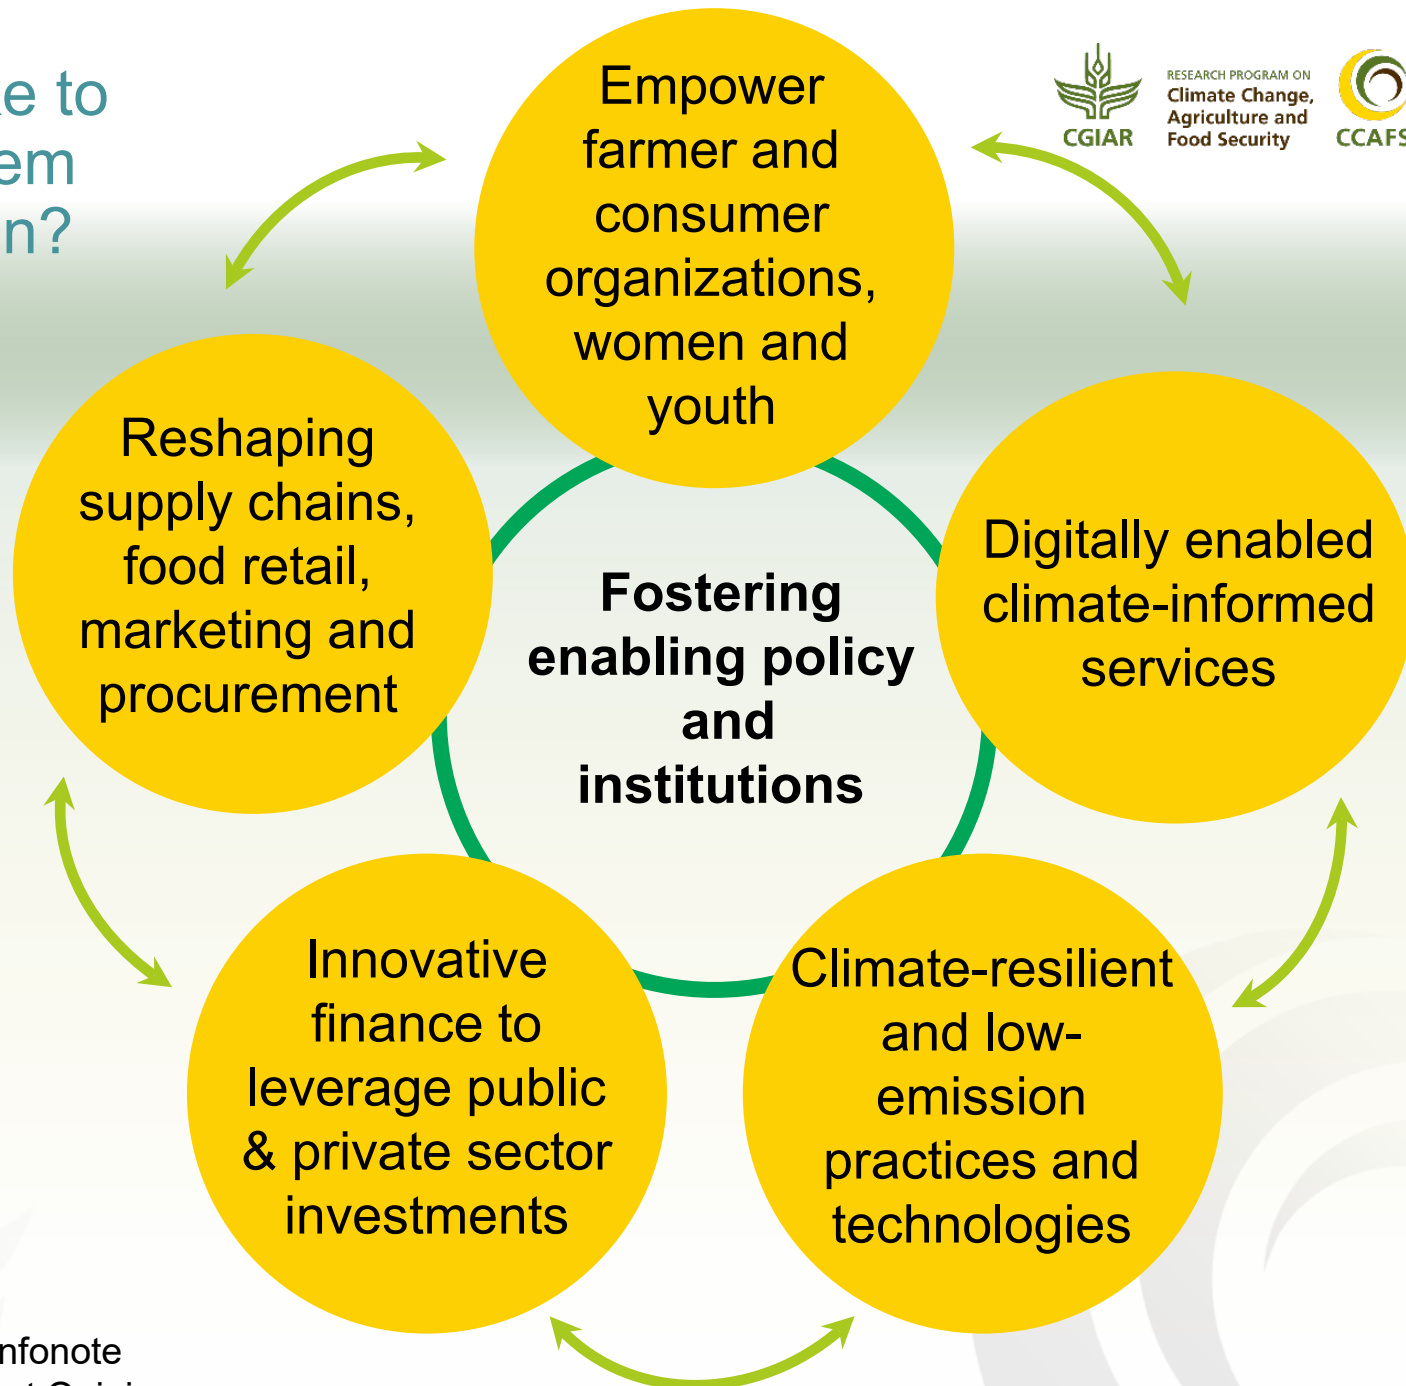 ke to
em
n?
CGIAR
RESEARCH PROGRAM ON
Climate Change,
Agriculture and
Food Security
CCAFS
Empower
farmer and
consumer
organizations,
women and
youth
Reshaping
supply chains,
food retail,
marketing and
procurement
Fostering
enabling policy
and
institutions
Digitally enabled
climate-informed
services
Innovative
finance to
leverage public
& private sector
investments
Climate-resilient
and low-
emission
practices and
technologies
nfonote